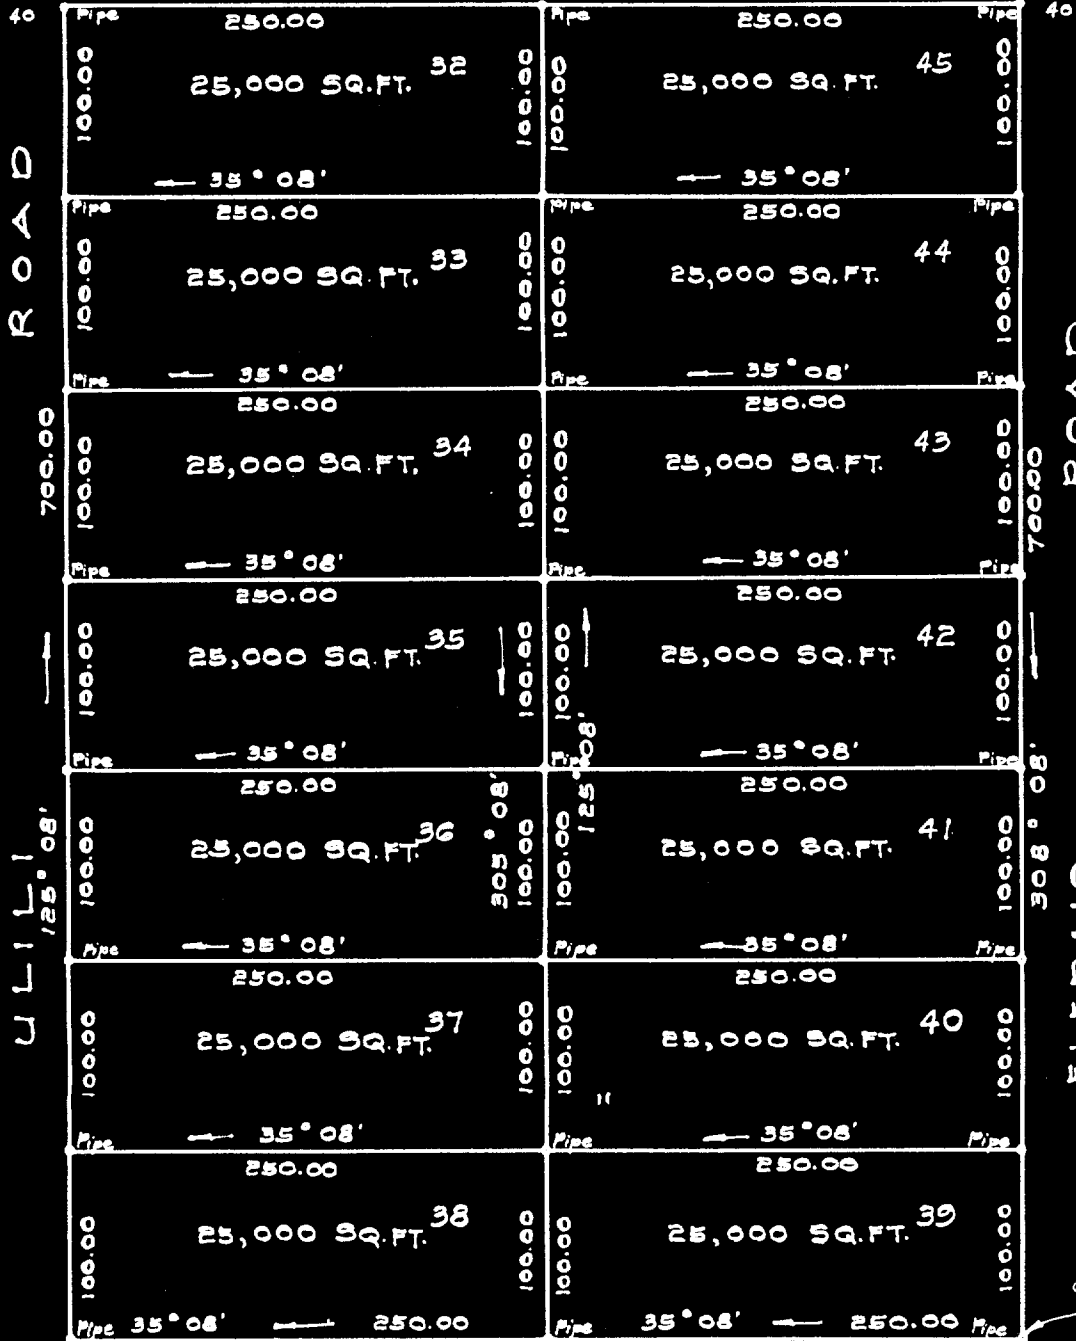 40
Pipe 250.00 Pipe Pipe 40
100.00 25,000 SQ.FT. 32 100.00 100.00 25,000 SQ.FT. 45 100.00
35°08' 35°08'
Pipe 250.00 Pipe 250.00 Pipe
100.00 25,000 SQ.FT. 33 100.00 100.00 25,000 SQ.FT. 44 100.00
Pipe 35°08' Pipe 35°08' Pipe
250.00 250.00
100.00 25,000 SQ.FT. 34 100.00 100.00 25,000 SQ.FT. 43 100.00
Pipe 35°08' Pipe 35°08' Pipe
250.00 250.00
100.00 25,000 SQ.FT. 35 100.00 100.00 25,000 SQ.FT. 42 100.00
Pipe 35°08' Pipe 35°08' Pipe
250.00 250.00
100.00 25,000 SQ.FT. 36 100.00 100.00 25,000 SQ.FT. 41 100.00
Pipe 35°08' Pipe 35°08' Pipe
250.00 250.00
100.00 25,000 SQ.FT. 37 100.00 100.00 25,000 SQ.FT. 40 100.00
"
Pipe 35°08' Pipe 35°08' Pipe
250.00 250.00
100.00 25,000 SQ.FT. 38 100.00 100.00 25,000 SQ.FT. 39 100.00
Pipe 35°08' 250.00 Pipe 35°08' 250.00 Pipe
ULILI ROAD
125°08' 700.00
305°08'
125°08'
308°08' 700.00
ROAD